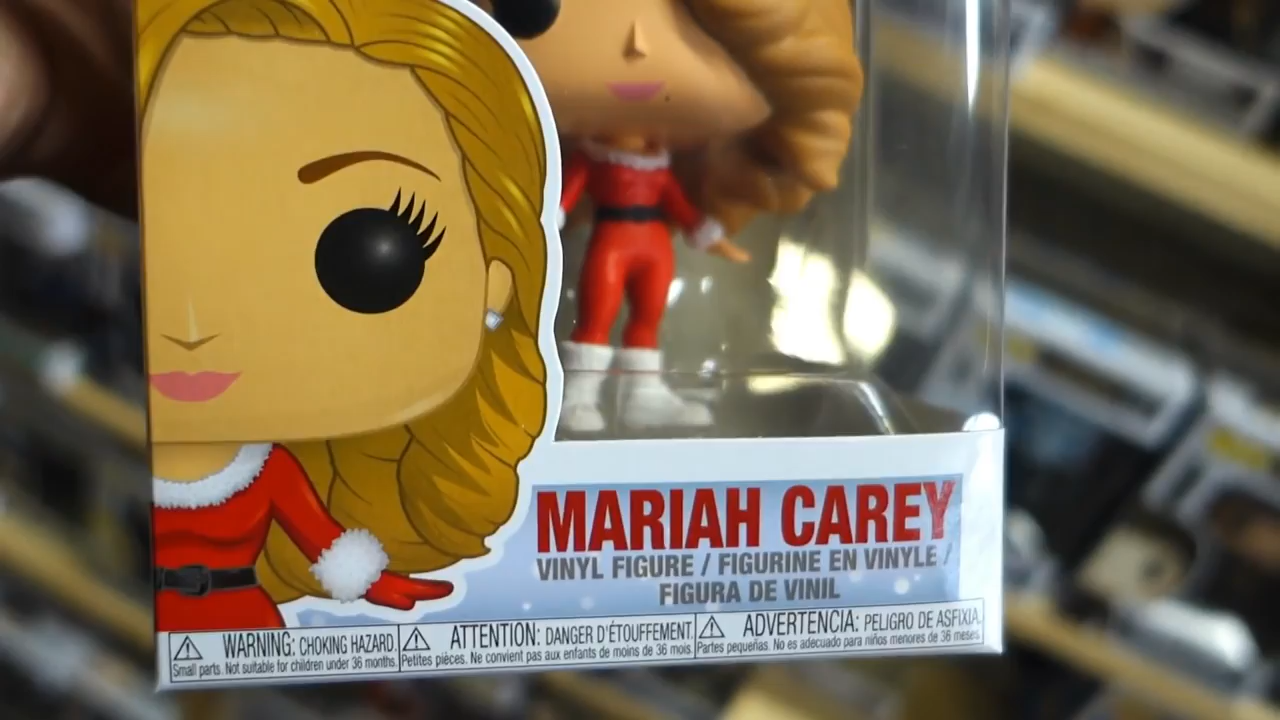 MARIAH CAREY
VINYL FIGURE / FIGURINE EN VINYLE /
FIGURA DE VINIL
WARNING: CHOKING HAZARD.
Small parts. Not suitable for children under 36 months.
ATTENTION: DANGER D'ÉTOUFFEMENT.
Petites pièces. Ne convient pas aux enfants de moins de 36 mois.
ADVERTENCIA: PELIGRO DE ASFIXIA.
Partes pequeñas. No es adecuado para niños menores de 36 meses.